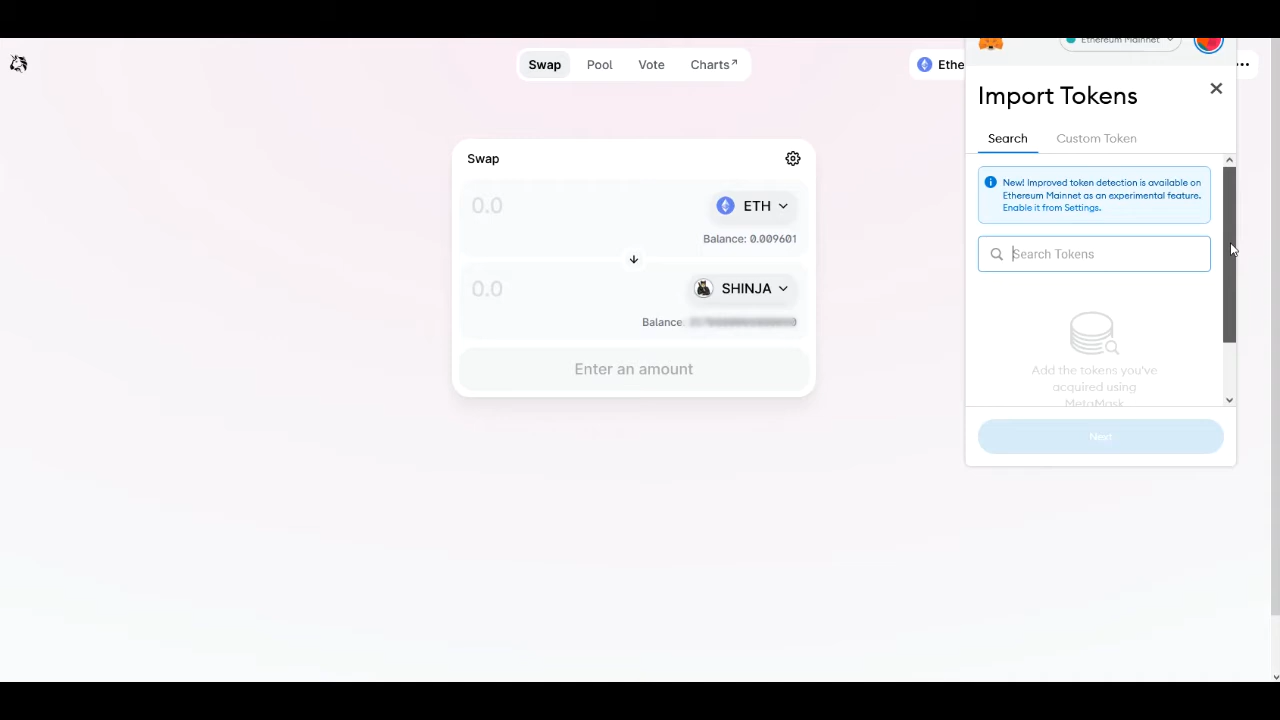 Swap
Pool
Vote
Charts↗
Ethe
...
Swap
0.0
ETH
Balance: 0.009601
0.0
SHINJA
Balance:
Enter an amount
Ethereum Mainnet
Import Tokens
Search
Custom Token
New! Improved token detection is available on
Ethereum Mainnet as an experimental feature.
Enable it from Settings.
Search Tokens
Add the tokens you've
acquired using
MetaMask
Next